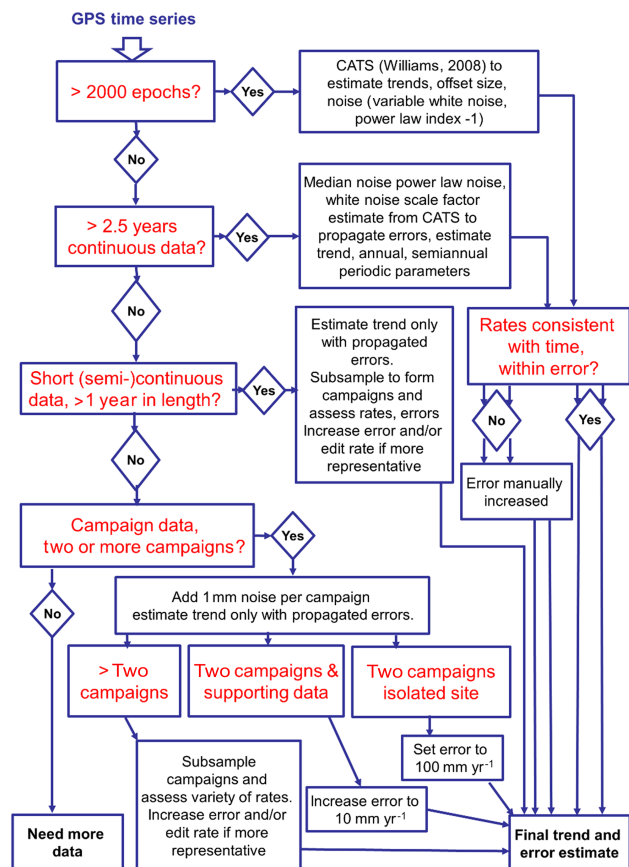 GPS time series
> 2000 epochs?
Yes
CATS (Williams, 2008) to
estimate trends, offset size,
noise (variable white noise,
power law index -1)
No
> 2.5 years
continuous data?
Yes
Median noise power law noise,
white noise scale factor
estimate from CATS to
propagate errors, estimate
trend, annual, semiannual
periodic parameters
No
Short (semi-)continuous
data, >1 year in length?
Yes
Estimate trend only
with propagated
errors.
Subsample to form
campaigns and
assess rates, errors
Increase error and/or
edit rate if more
representative
Rates consistent
with time,
within error?
No
Yes
Error manually
increased
No
Campaign data,
two or more campaigns?
Yes
No
Add 1mm noise per campaign
estimate trend only with propagated errors.
> Two
campaigns
Two campaigns &
supporting data
Two campaigns
isolated site
Set error to
100 mm yr⁻¹
Subsample
campaigns and
assess variety of rates.
Increase error and/or
edit rate if more
representative
Increase error to
10 mm yr⁻¹
Need more
data
Final trend and
error estimate